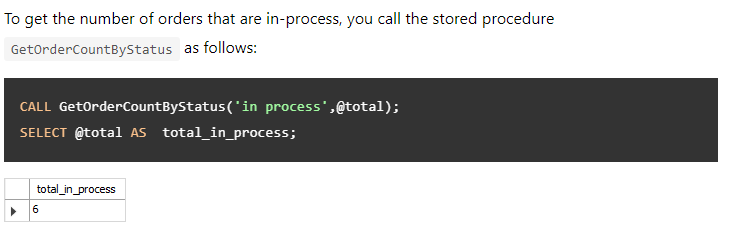 To get the number of orders that are in-process, you call the stored procedure
GetOrderCountByStatus as follows:
CALL GetOrderCountByStatus('in process',@total);
SELECT @total AS  total_in_process;
total_in_process
6